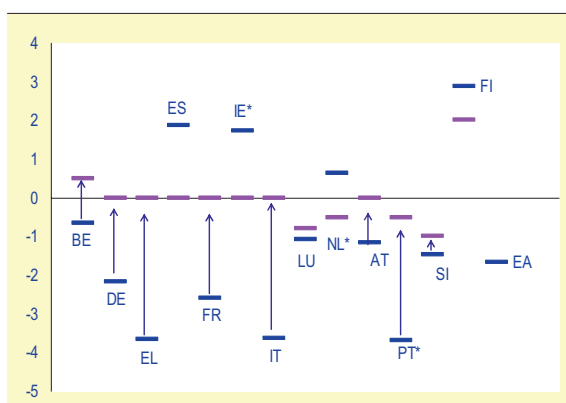 4
3
2
1
0
-1
-2
-3
-4
-5
BE
DE
EL
ES
FR
IE*
IT
LU
NL*
AT
PT*
SI
FI
EA